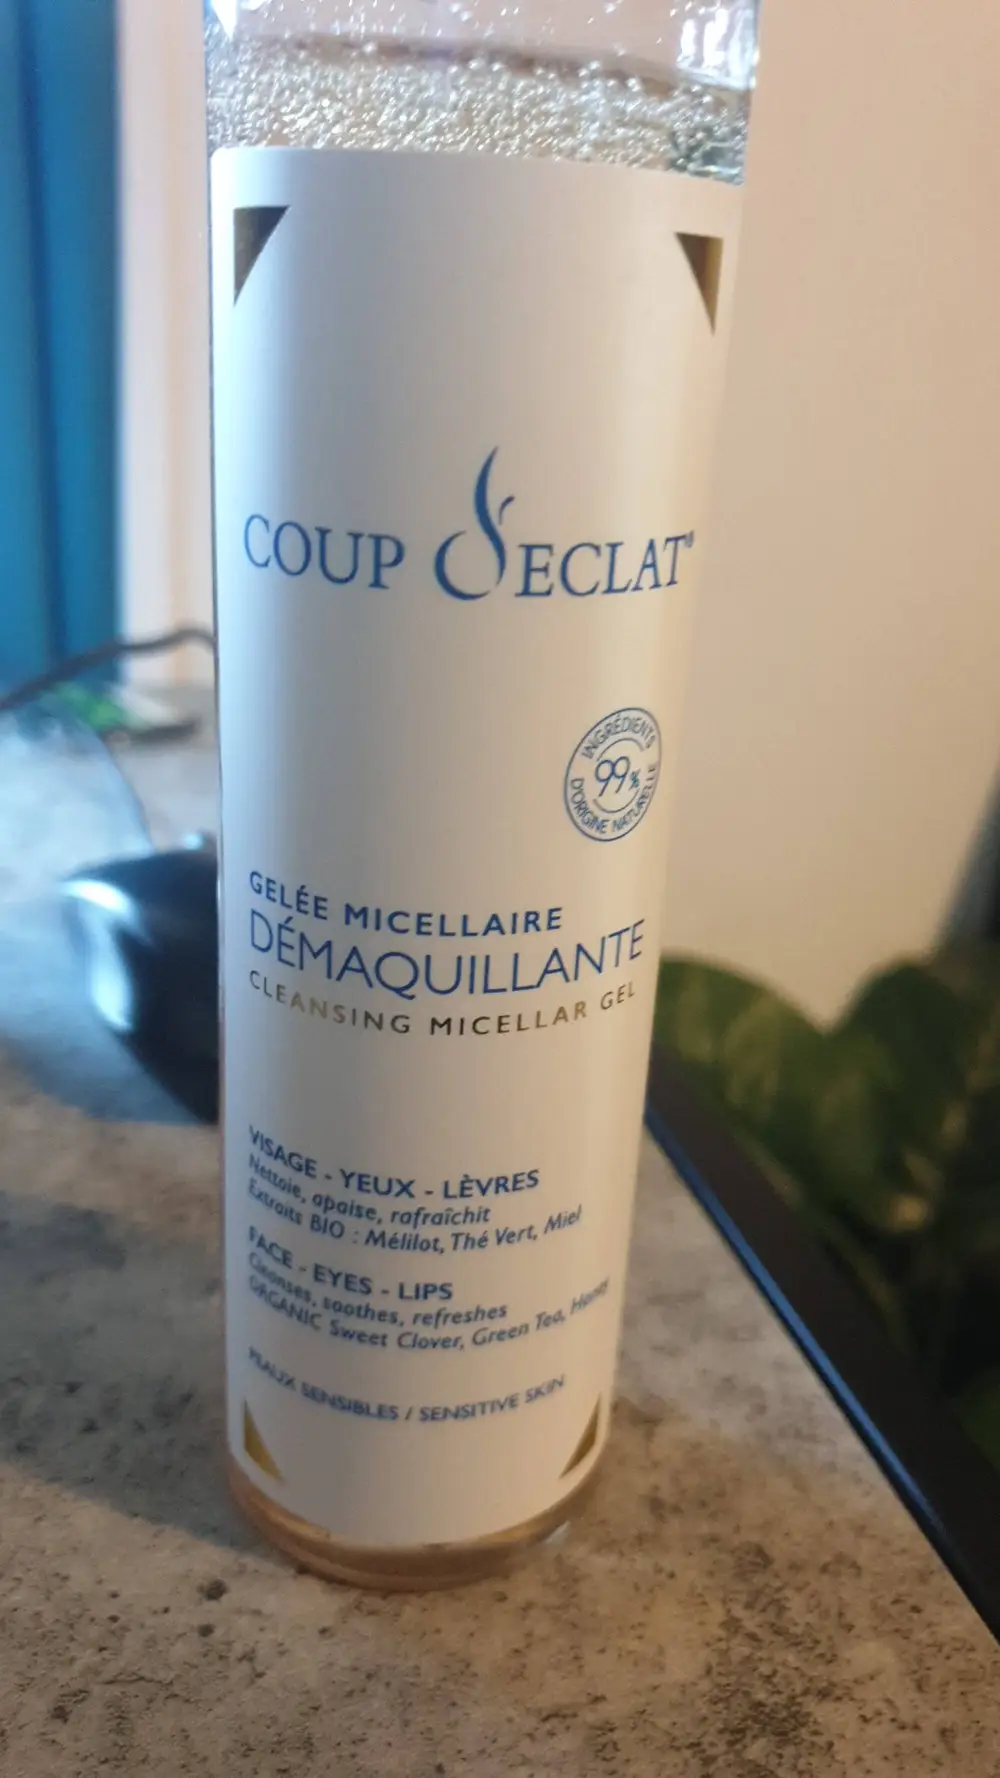 COUP D'ECLAT®
INGRÉDIENTS
99%
D'ORIGINE NATURELLE
GELÉE MICELLAIRE
DÉMAQUILLANTE
CLEANSING MICELLAR GEL
VISAGE - YEUX - LÈVRES
Nettoie, apaise, rafraîchit
Extraits BIO : Mélilot, Thé Vert, Miel
FACE - EYES - LIPS
Cleanses, soothes, refreshes
ORGANIC Sweet Clover, Green Tea, Honey
PEAUX SENSIBLES / SENSITIVE SKIN